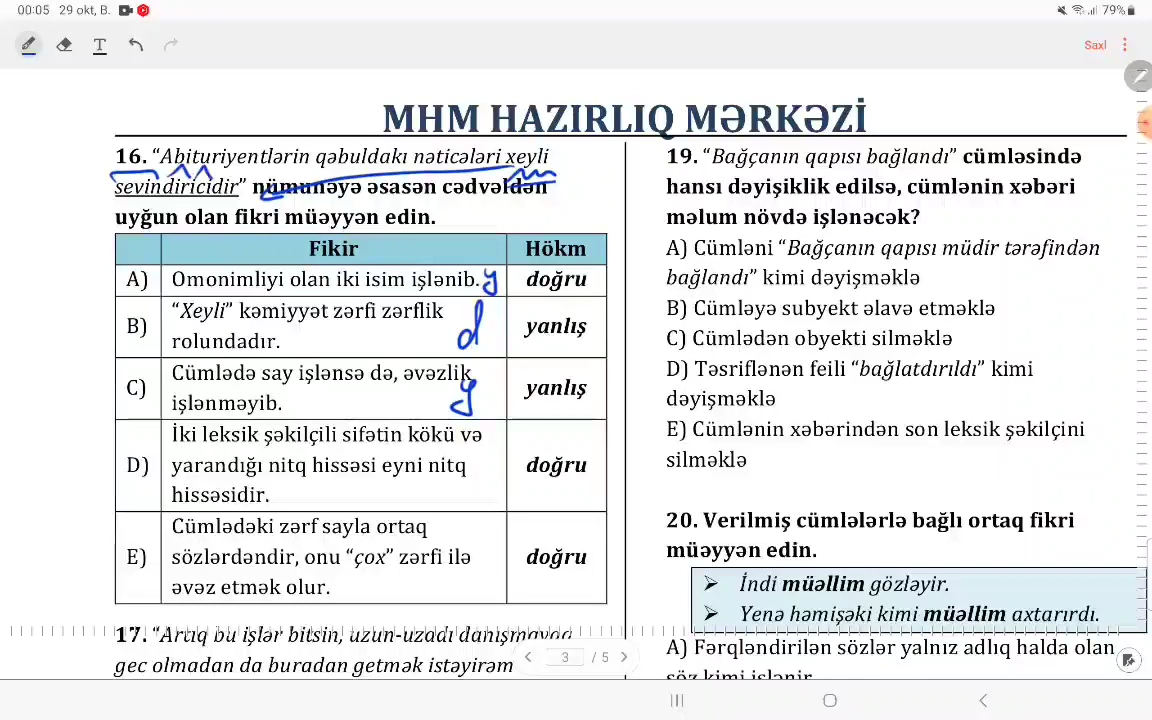 00:05 29 okt, B.
79%
T
Saxl
MHM HAZIRLIQ MƏRKƏZİ
16. “Abituriyentlərin qəbuldakı nəticələri xeyli
sevindiricidir” nümunəyə əsasən cədvəldən
uyğun olan fikri müəyyən edin.
Fikir Hökm
A) Omonimliyi olan iki isim işlənib. y doğru
B) “Xeyli” kəmiyyət zərfi zərflik
rolundadır. d yanlış
C) Cümlədə say işlənsə də, əvəzlik
işlənməyib. y yanlış
D) İki leksik şəkilçili sifətin kökü və
yarandığı nitq hissəsi eyni nitq
hissəsidir. doğru
E) Cümlədəki zərf sayla ortaq
sözlərdəndir, onu “çox” zərfi ilə
əvəz etmək olur. doğru
17. “Artıq bu işlər bitsin, uzun-uzadı danışmayaq
gec olmadan da buradan getmək istəyirəm
19. “Bağçanın qapısı bağlandı” cümləsində
hansı dəyişiklik edilsə, cümlənin xəbəri
məlum növdə işlənəcək?
A) Cümləni “Bağçanın qapısı müdir tərəfindən
bağlandı” kimi dəyişməklə
B) Cümləyə subyekt əlavə etməklə
C) Cümlədən obyekti silməklə
D) Təsriflənən feili “bağlatdırıldı” kimi
dəyişməklə
E) Cümlənin xəbərindən son leksik şəkilçini
silməklə
20. Verilmiş cümlələrlə bağlı ortaq fikri
müəyyən edin.
İndi müəllim gözləyir.
Yenə həmişəki kimi müəllim axtarırdı.
A) Fərqləndirilən sözlər yalnız adlıq halda olan
söz kimi işlənir
3 / 5